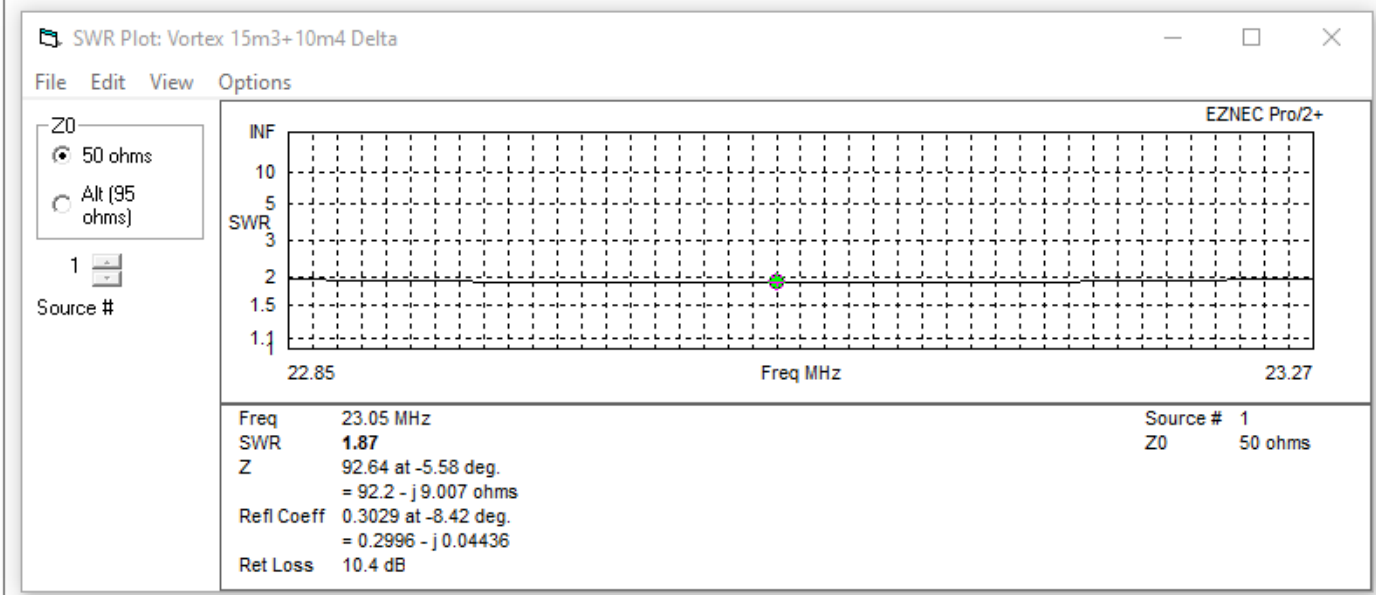 SWR Plot: Vortex 15m3+10m4 Delta
File Edit View Options
Z0
50 ohms
Alt (95
ohms)
1
Source #
EZNEC Pro/2+
INF
10
5
SWR
3
2
1.5
1.1
1
22.85 Freq MHz 23.27
Freq 23.05 MHz Source # 1
SWR 1.87 Z0 50 ohms
Z 92.64 at -5.58 deg.
= 92.2 - j 9.007 ohms
Refl Coeff 0.3029 at -8.42 deg.
= 0.2996 - j 0.04436
Ret Loss 10.4 dB